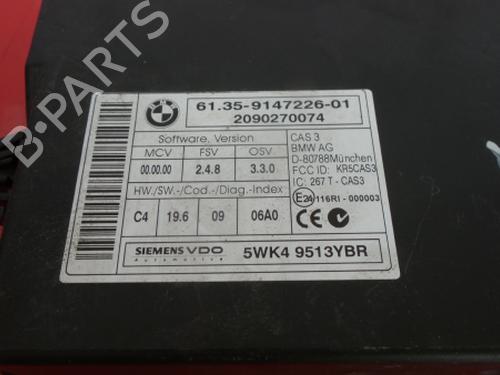 BMW
61.35-9147226-01
2090270074
Software, Version
MCV FSV OSV
00.00.00 2.4.8 3.3.0
HW./SW.-/Cod.-/Diag.-Index
C4 19.6 09 06A0
CAS 3
BMW AG
D-80788München
FCC ID: KR5CAS3
IC: 267 T - CAS3
E24 116RI - 000003
SIEMENS VDO
Automotive
5WK4 9513YBR
B-PARTS